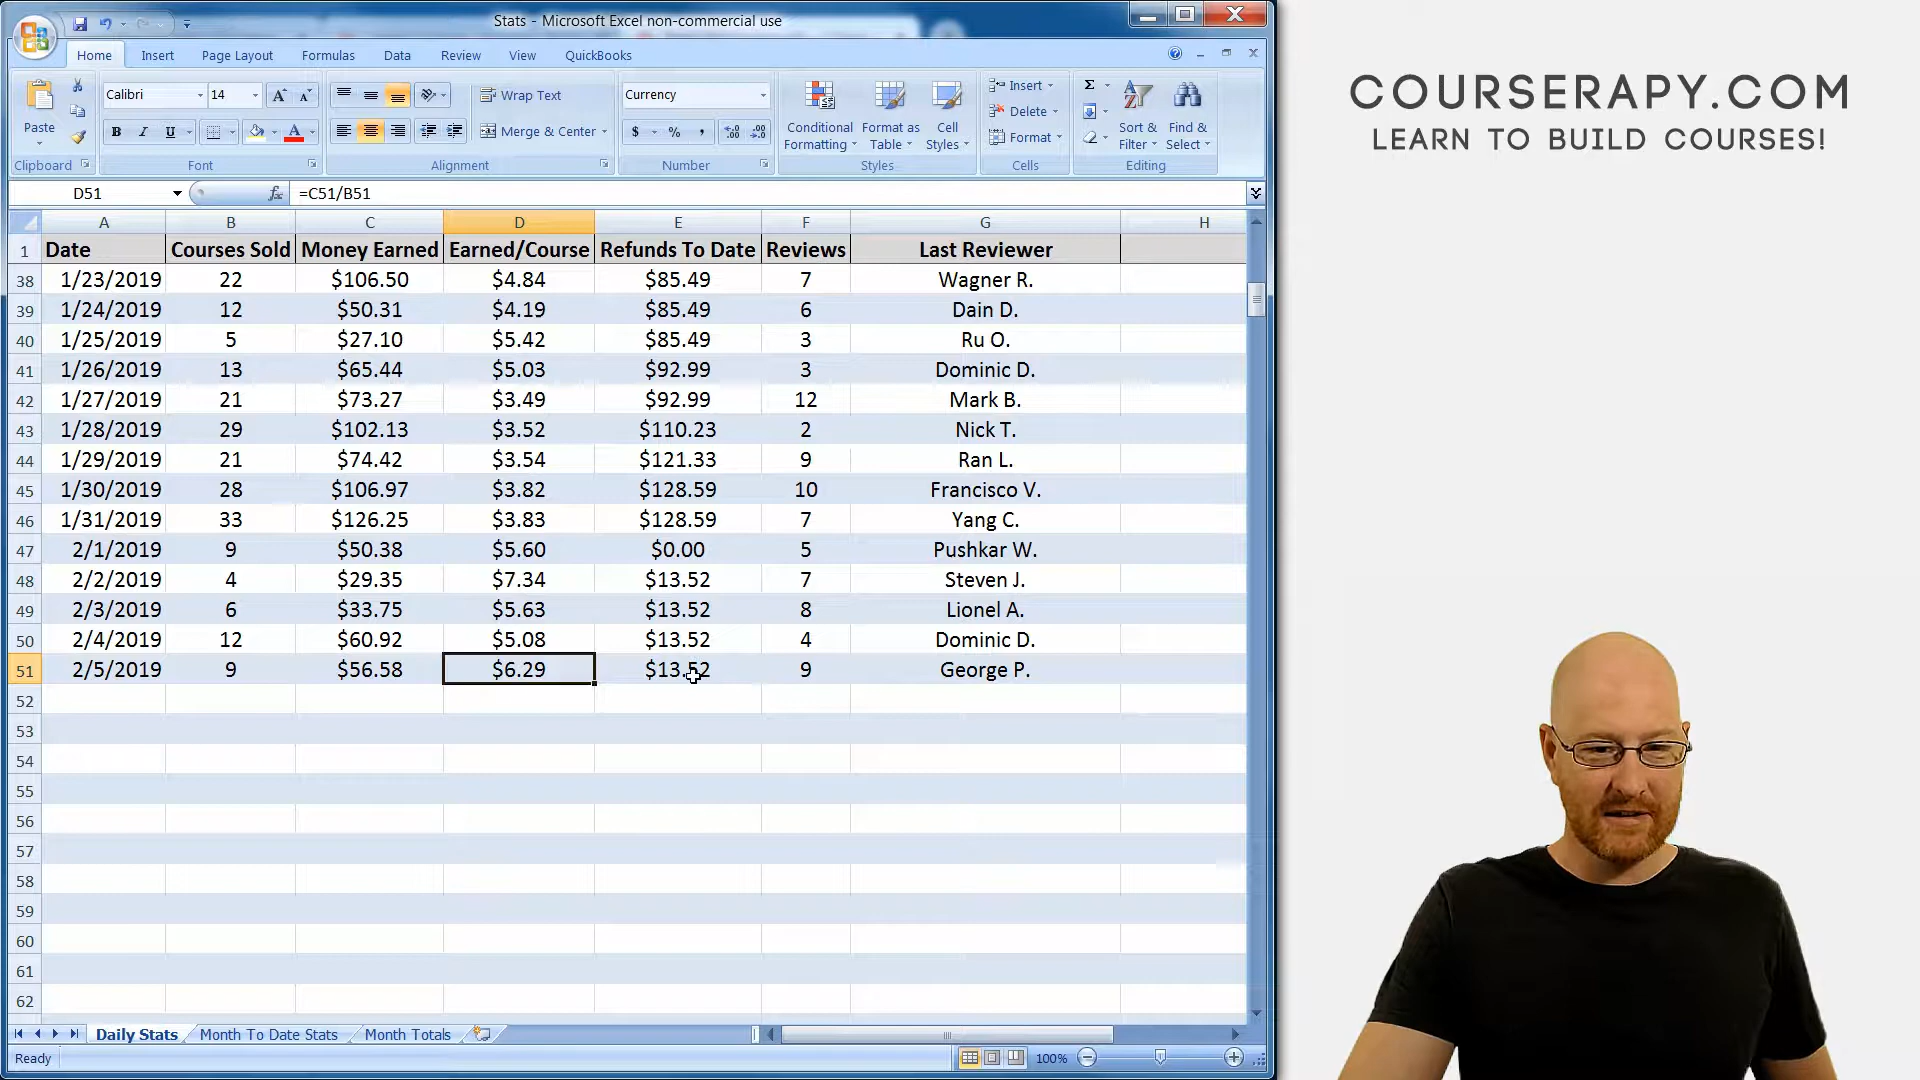 Stats - Microsoft Excel non-commercial use
Home Insert Page Layout Formulas Data Review View QuickBooks
Paste
Clipboard
Calibri 14
B I U A
Font
Wrap Text
Merge & Center
Alignment
Currency
$ % ,
Number
Conditional Formatting
Format as Table
Cell Styles
Styles
Insert
Delete
Format
Cells
Σ
Sort & Filter
Find & Select
Editing
D51 fx =C51/B51
A B C D E F G H
1 Date Courses Sold Money Earned Earned/Course Refunds To Date Reviews Last Reviewer
38 1/23/2019 22 $106.50 $4.84 $85.49 7 Wagner R.
39 1/24/2019 12 $50.31 $4.19 $85.49 6 Dain D.
40 1/25/2019 5 $27.10 $5.42 $85.49 3 Ru O.
41 1/26/2019 13 $65.44 $5.03 $92.99 3 Dominic D.
42 1/27/2019 21 $73.27 $3.49 $92.99 12 Mark B.
43 1/28/2019 29 $102.13 $3.52 $110.23 2 Nick T.
44 1/29/2019 21 $74.42 $3.54 $121.33 9 Ran L.
45 1/30/2019 28 $106.97 $3.82 $128.59 10 Francisco V.
46 1/31/2019 33 $126.25 $3.83 $128.59 7 Yang C.
47 2/1/2019 9 $50.38 $5.60 $0.00 5 Pushkar W.
48 2/2/2019 4 $29.35 $7.34 $13.52 7 Steven J.
49 2/3/2019 6 $33.75 $5.63 $13.52 8 Lionel A.
50 2/4/2019 12 $60.92 $5.08 $13.52 4 Dominic D.
51 2/5/2019 9 $56.58 $6.29 $13.52 9 George P.
52
53
54
55
56
57
58
59
60
61
62
Daily Stats Month To Date Stats Month Totals
Ready 100%
COURSERAPY.COM
LEARN TO BUILD COURSES!